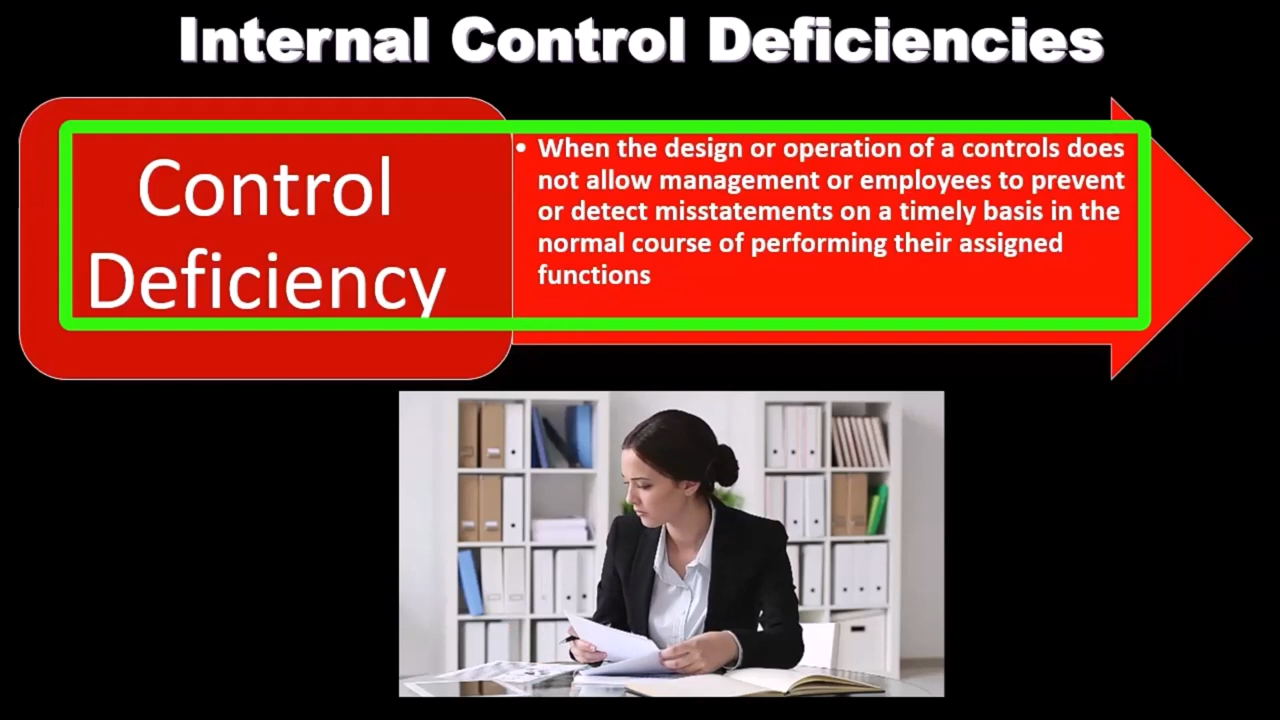 Internal Control Deficiencies
Control
Deficiency
• When the design or operation of a controls does
not allow management or employees to prevent
or detect misstatements on a timely basis in the
normal course of performing their assigned
functions